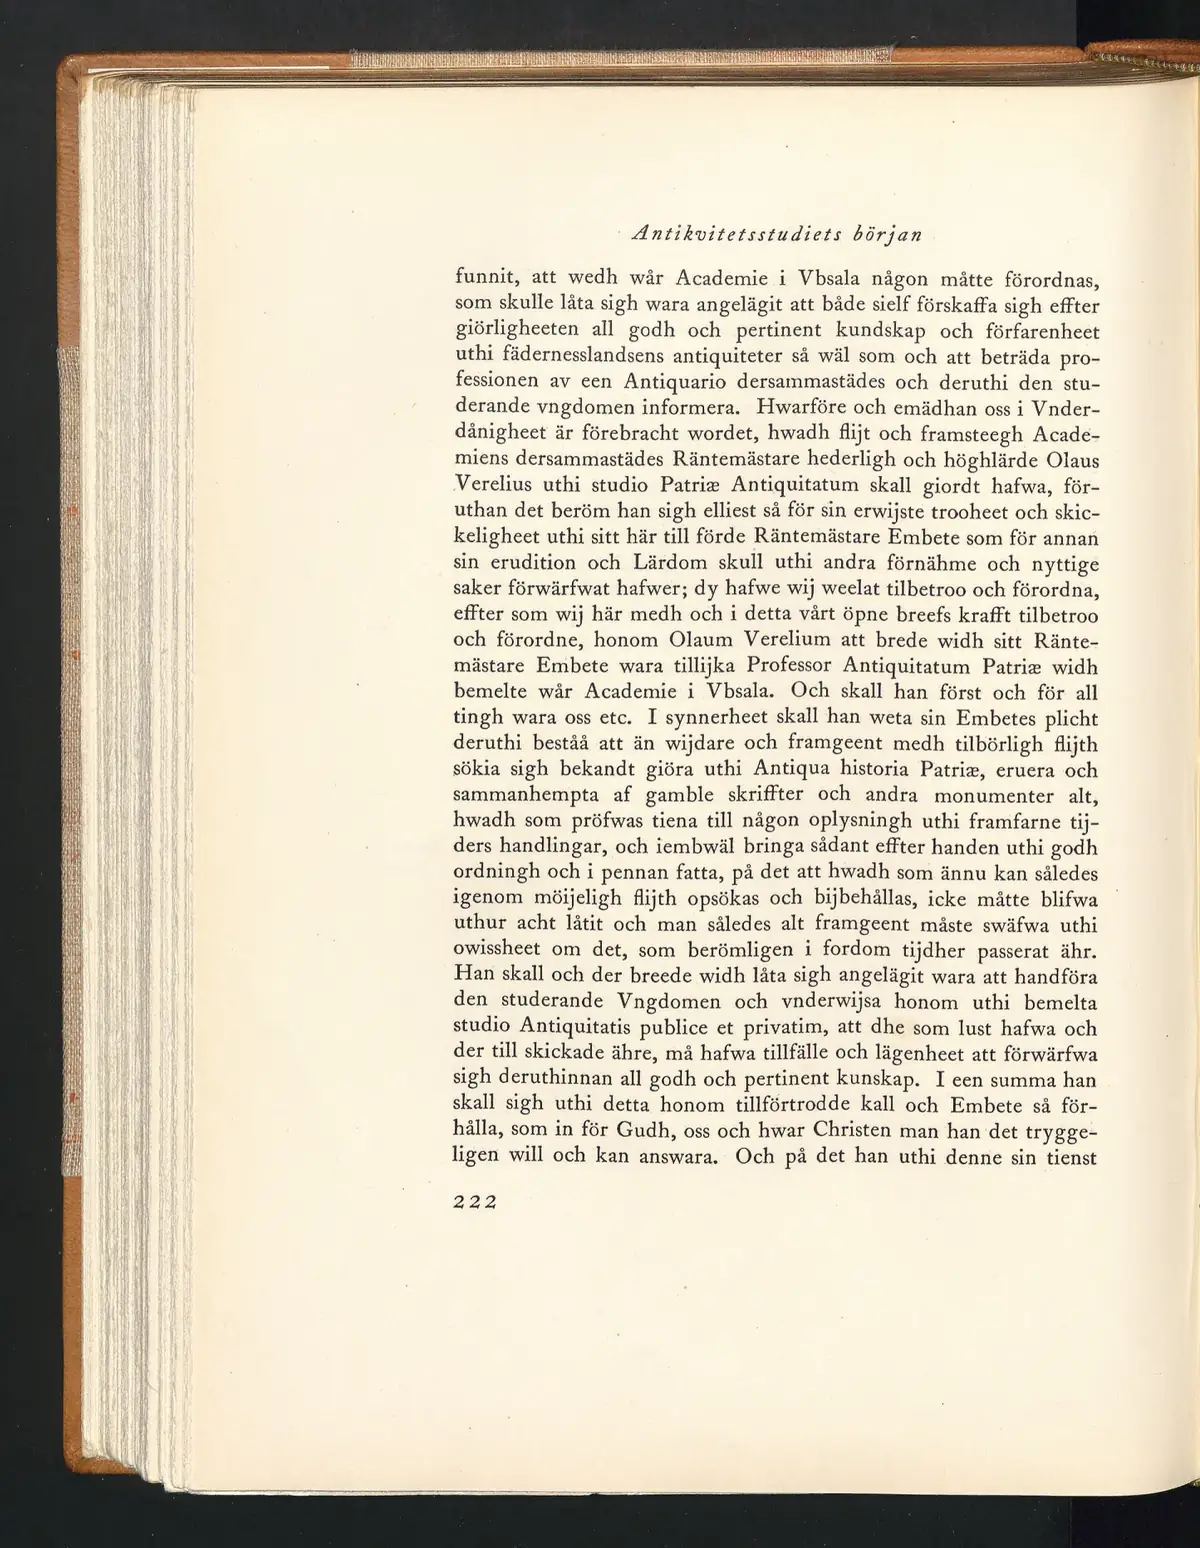 Antikvitetsstudiets början
funnit, att wedh wår Academie i Vbsala någon måtte förordnas,
som skulle låta sigh wara angelägit att både sielf förskaffa sigh effter
giörligheeten all godh och pertinent kundskap och förfarenheet
uthi fädernesslandsens antiquiteter så wäl som och att beträda pro-
fessionen av een Antiquario dersammastädes och deruthi den stu-
derande vngdomen informera. Hwarföre och emädhan oss i Vnder-
dånigheet är förebracht wordet, hwadh flijt och framsteegh Acade-
miens dersammastädes Räntemästare hederligh och höghlärde Olaus
Verelius uthi studio Patriæ Antiquitatum skall giordt hafwa, för-
uthan det beröm han sigh elliest så för sin erwijste trooheet och skic-
keligheet uthi sitt här till förde Räntemästare Embete som för annan
sin erudition och Lärdom skull uthi andra förnähme och nyttige
saker förwärfwat hafwer; dy hafwe wij weelat tilbetroo och förordna,
effter som wij här medh och i detta vårt öpne breefs krafft tilbetroo
och förordne, honom Olaum Verelium att brede widh sitt Ränte-
mästare Embete wara tillijka Professor Antiquitatum Patriæ widh
bemelte wår Academie i Vbsala. Och skall han först och för all
tingh wara oss etc. I synnerheet skall han weta sin Embetes plicht
deruthi beståå att än wijdare och framgeent medh tilbörligh flijth
sökia sigh bekandt giöra uthi Antiqua historia Patriæ, eruera och
sammanhempta af gamble skriffter och andra monumenter alt,
hwadh som pröfwas tiena till någon oplysningh uthi framfarne tij-
ders handlingar, och iembwäl bringa sådant effter handen uthi godh
ordningh och i pennan fatta, på det att hwadh som ännu kan således
igenom möijeligh flijth opsökas och bijbehållas, icke måtte blifwa
uthur acht låtit och man således alt framgeent måste swäfwa uthi
owissheet om det, som berömligen i fordom tijdher passerat ähr.
Han skall och der breede widh låta sigh angelägit wara att handföra
den studerande Vngdomen och vnderwijsa honom uthi bemelta
studio Antiquitatis publice et privatim, att dhe som lust hafwa och
der till skickade ähre, må hafwa tillfälle och lägenheet att förwärfwa
sigh deruthinnan all godh och pertinent kunskap. I een summa han
skall sigh uthi detta honom tillförtrodde kall och Embete så för-
hålla, som in för Gudh, oss och hwar Christen man han det trygge-
ligen will och kan answara. Och på det han uthi denne sin tienst
222